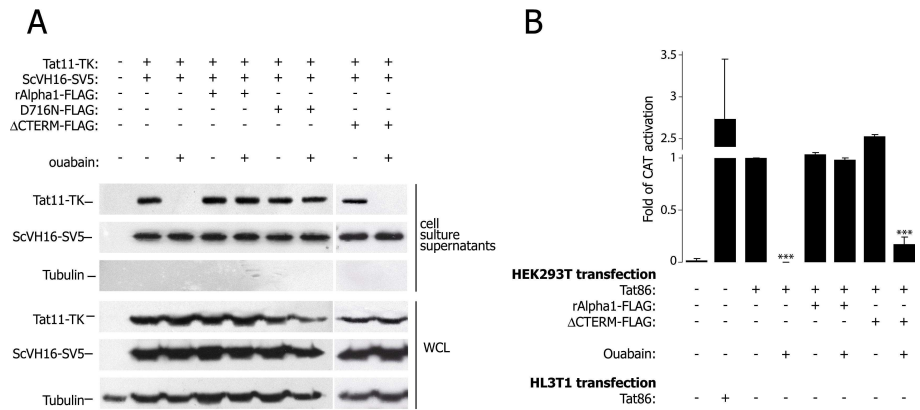 A
Tat11-TK: - + + + + + + + +
ScVH16-SV5: - + + + + + + + +
rAlpha1-FLAG: - - - + + - - - -
D716N-FLAG: - - - - - + + - -
ΔCTERM-FLAG: - - - - - - - + +
ouabain: - - + - + - + - +
Tat11-TK–
ScVH16-SV5–
Tubulin –
cell
sulture
supernatants
Tat11-TK–
ScVH16-SV5–
Tubulin–
WCL
B
Fold of CAT activation
3.5
3
2.5
1
0.5
0
***
***
HEK293T transfection
Tat86: - - + + + + + +
rAlpha1-FLAG: - - - - + + - -
ΔCTERM-FLAG: - - - - - - + +
Ouabain: - - - + - + - +
HL3T1 transfection
Tat86: - + - - - - - -